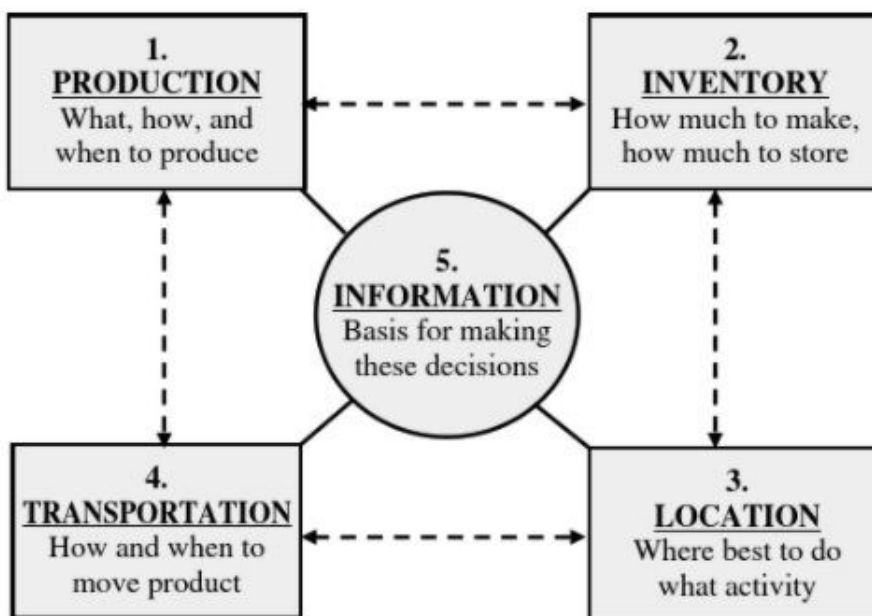 1.
PRODUCTION
What, how, and
when to produce
2.
INVENTORY
How much to make,
how much to store
5.
INFORMATION
Basis for making
these decisions
4.
TRANSPORTATION
How and when to
move product
3.
LOCATION
Where best to do
what activity